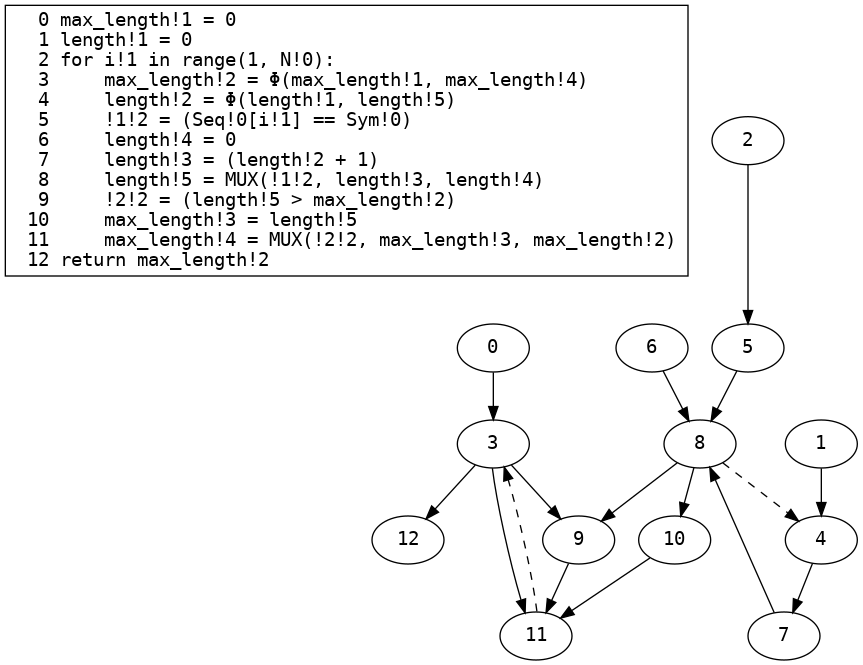 0 max_length!1 = 0
1 length!1 = 0
2 for i!1 in range(1, N!0):
3     max_length!2 = Φ(max_length!1, max_length!4)
4     length!2 = Φ(length!1, length!5)
5     !1!2 = (Seq!0[i!1] == Sym!0)
6     length!4 = 0
7     length!3 = (length!2 + 1)
8     length!5 = MUX(!1!2, length!3, length!4)
9     !2!2 = (length!5 > max_length!2)
10     max_length!3 = length!5
11     max_length!4 = MUX(!2!2, max_length!3, max_length!2)
12 return max_length!2
2
0
6
5
3
8
1
12
9
10
4
11
7